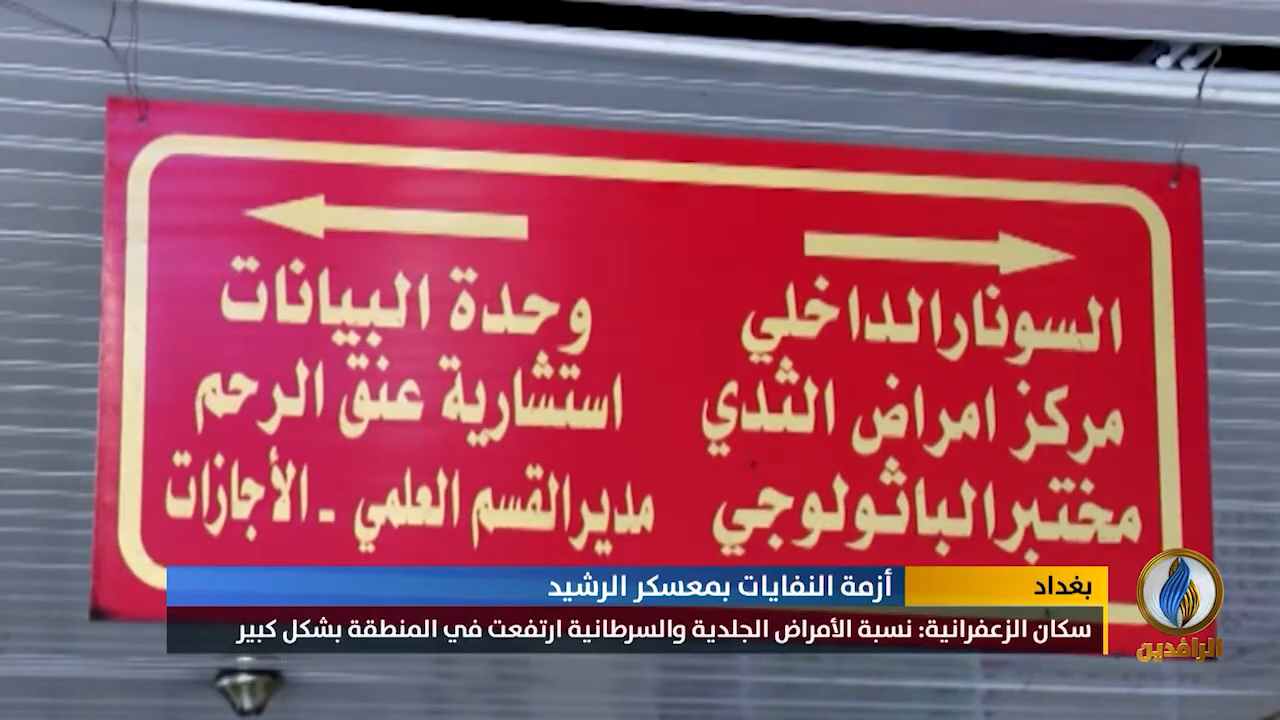 السونارالداخلي
مركز امراض الثدي
مختبرالباثولوجي
وحدة البيانات
استشارية عنق الرحم
مديرالقسم العلمي - الأجازات
بغداد
أزمة النفايات بمعسكر الرشيد
سكان الزعفرانية: نسبة الأمراض الجلدية والسرطانية ارتفعت في المنطقة بشكل كبير
الرافدين